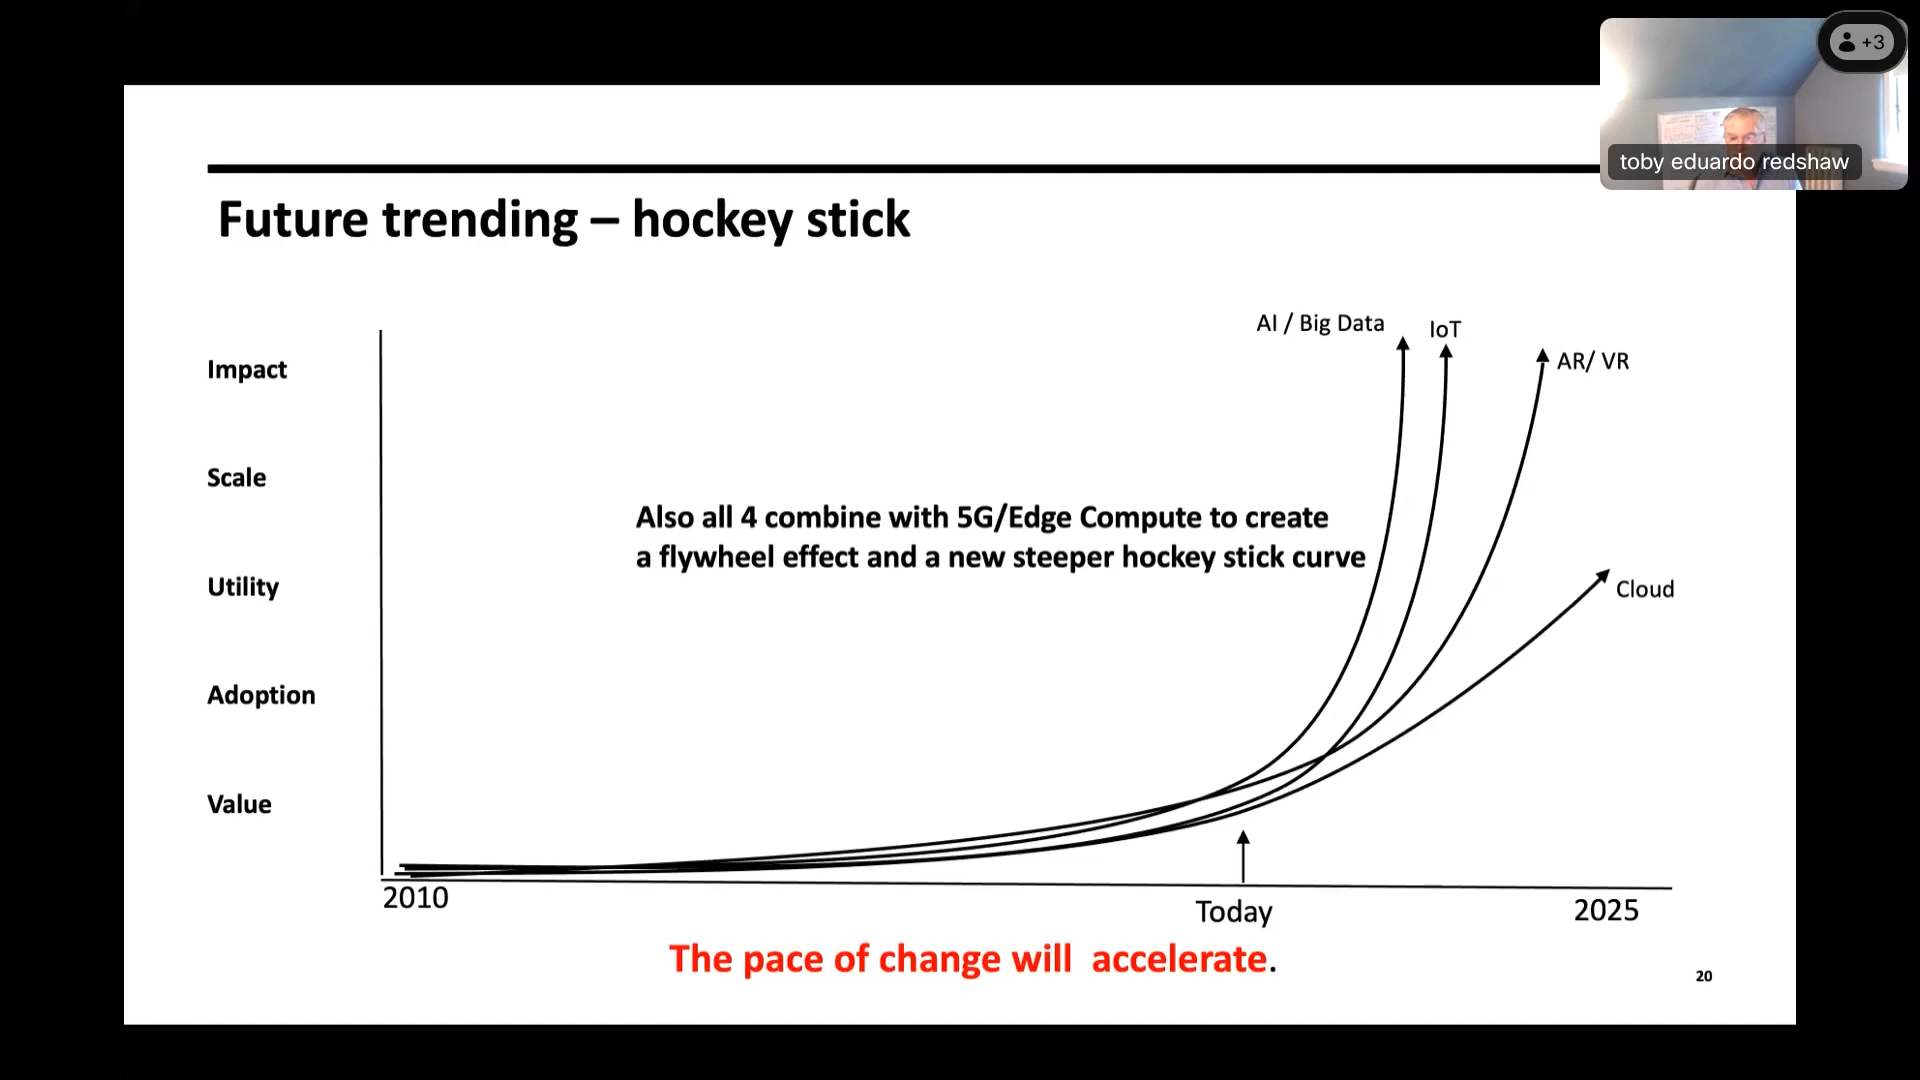 +3
toby eduardo redshaw
Future trending – hockey stick
AI / Big Data
IoT
AR/ VR
Impact
Scale
Also all 4 combine with 5G/Edge Compute to create
a flywheel effect and a new steeper hockey stick curve
Utility
Cloud
Adoption
Value
2010
Today
2025
The pace of change will  accelerate.
20